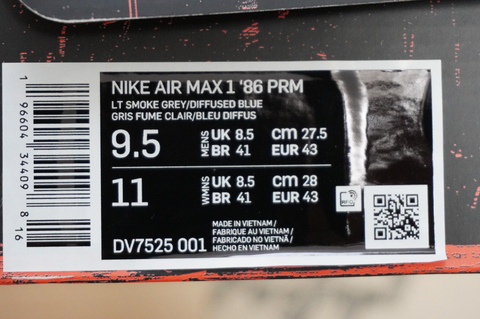 NIKE AIR MAX 1 '86 PRM
LT SMOKE GREY/DIFFUSED BLUE
GRIS FUME CLAIR/BLEU DIFFUS
9.5 MENS UK 8.5 CM 27.5
BR 41 EUR 43
11 WMNS UK 8.5 CM 28
BR 41 EUR 43
MADE IN VIETNAM /
FABRIQUE AU VIETNAM /
FABRICADO NO VIETNÃ /
HECHO EN VIETNAM
DV7525 001
1 96604 34409 8 16